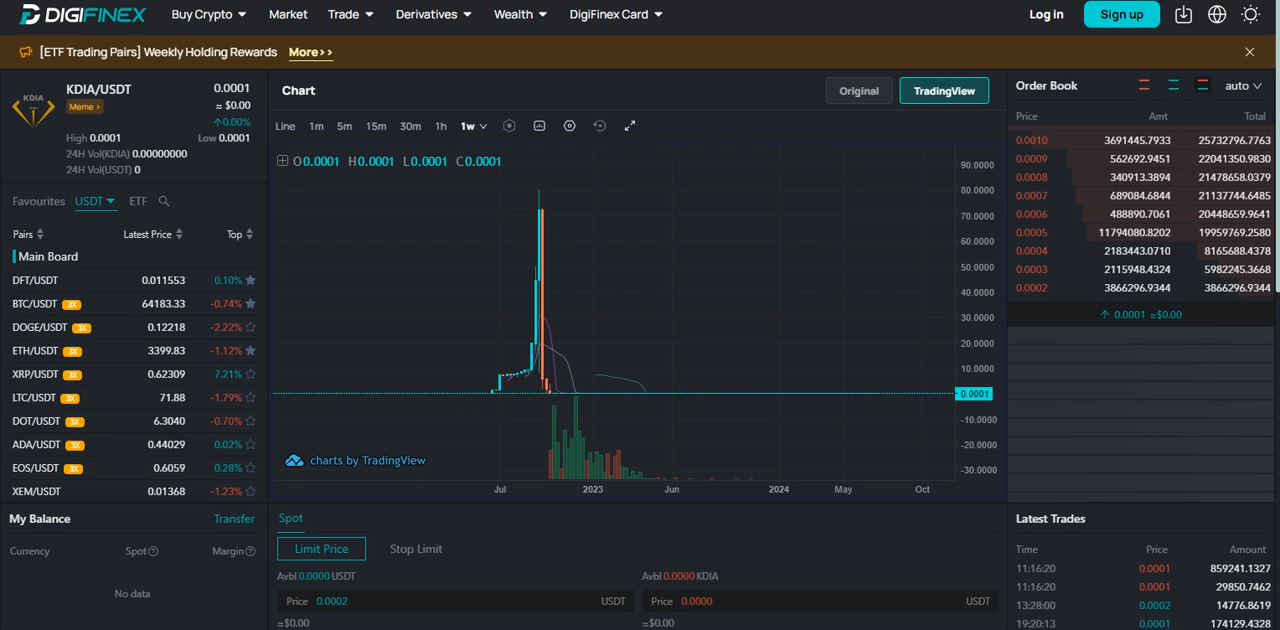 DIGIFINEX Buy Crypto Market Trade Derivatives Wealth DigiFinex Card Log in Sign up
[ETF Trading Pairs] Weekly Holding Rewards More>>
KDIA
KDIA/USDT 0.0001
Meme > ≈ $0.00
↑0.00%
High 0.0001 Low 0.0001
24H Vol(KDIA) 0.00000000
24H Vol(USDT) 0
Favourites USDT ETF
Pairs Latest Price Top
Main Board
DFT/USDT 0.011553 0.10%
BTC/USDT 3X 64183.33 -0.74%
DOGE/USDT 3X 0.12218 -2.22%
ETH/USDT 3X 3399.83 -1.12%
XRP/USDT 3X 0.62309 7.21%
LTC/USDT 3X 71.88 -1.79%
DOT/USDT 3X 6.3040 -0.70%
ADA/USDT 3X 0.44029 0.02%
EOS/USDT 3X 0.6059 0.28%
XEM/USDT 0.01368 -1.23%
My Balance Transfer
Currency Spot Margin
No data
Chart Original TradingView
Line 1m 5m 15m 30m 1h 1w
O0.0001 H0.0001 L0.0001 C0.0001
90.0000
80.0000
70.0000
60.0000
50.0000
40.0000
30.0000
20.0000
10.0000
0.0001
-10.0000
-20.0000
-30.0000
charts by TradingView
Jul 2023 Jun 2024 May Oct
Spot
Limit Price Stop Limit
Avbl 0.0000 USDT Avbl 0.0000 KDIA
Price 0.0002 USDT Price 0.0000 USDT
=$0.00 =$0.00
Order Book auto
Price Amt Total
0.0010 3691445.7933 25732796.7763
0.0009 562692.9451 22041350.9830
0.0008 340913.3894 21478658.0379
0.0007 689084.6844 21137744.6485
0.0006 488890.7061 20448659.9641
0.0005 11794080.8202 19959769.2580
0.0004 2183443.0710 8165688.4378
0.0003 2115948.4324 5982245.3668
0.0002 3866296.9344 3866296.9344
↑ 0.0001 ≈$0.00
Latest Trades
Time Price Amount
11:16:20 0.0001 859241.1327
11:16:20 0.0001 29850.7462
13:28:00 0.0002 14776.8619
19:20:13 0.0001 174129.4328